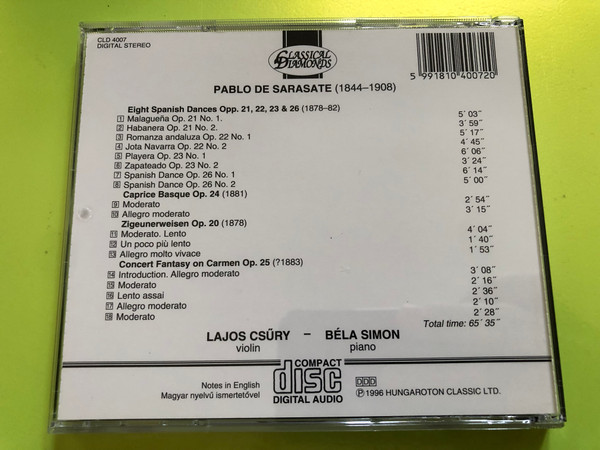 CLD 4007
DIGITAL STEREO
CLASSICAL
DIAMONDS
5 991810 400720
PABLO DE SARASATE (1844–1908)
Eight Spanish Dances Opp. 21, 22, 23 & 26 (1878–82)
1 Malagueña Op. 21 No. 1. 5´ 03˝
2 Habanera Op. 21 No. 2. 3´ 59˝
3 Romanza andaluza Op. 22 No. 1 5´ 17˝
4 Jota Navarra Op. 22 No. 2 4´ 45˝
5 Playera Op. 23 No. 1 6´ 06˝
6 Zapateado Op. 23 No. 2 3´ 24˝
7 Spanish Dance Op. 26 No. 1 6´ 14˝
8 Spanish Dance Op. 26 No. 2 5´ 00˝
Caprice Basque Op. 24 (1881)
9 Moderato 2´ 54˝
10 Allegro moderato 3´ 15˝
Zigeunerweisen Op. 20 (1878)
11 Moderato. Lento 4´ 04˝
12 Un poco più lento 1´ 40˝
13 Allegro molto vivace 1´ 53˝
Concert Fantasy on Carmen Op. 25 (?1883)
14 Introduction. Allegro moderato 3´ 08˝
15 Moderato 2´ 16˝
16 Lento assai 2´ 36˝
17 Allegro moderato 2´ 10˝
18 Moderato 2´ 28˝
Total time: 65´ 35˝
LAJOS CSŰRY – BÉLA SIMON
violin piano
COMPACT
disc
DIGITAL AUDIO
Notes in English
Magyar nyelvű ismertetővel
DDD
Ⓟ 1996 HUNGAROTON CLASSIC LTD.